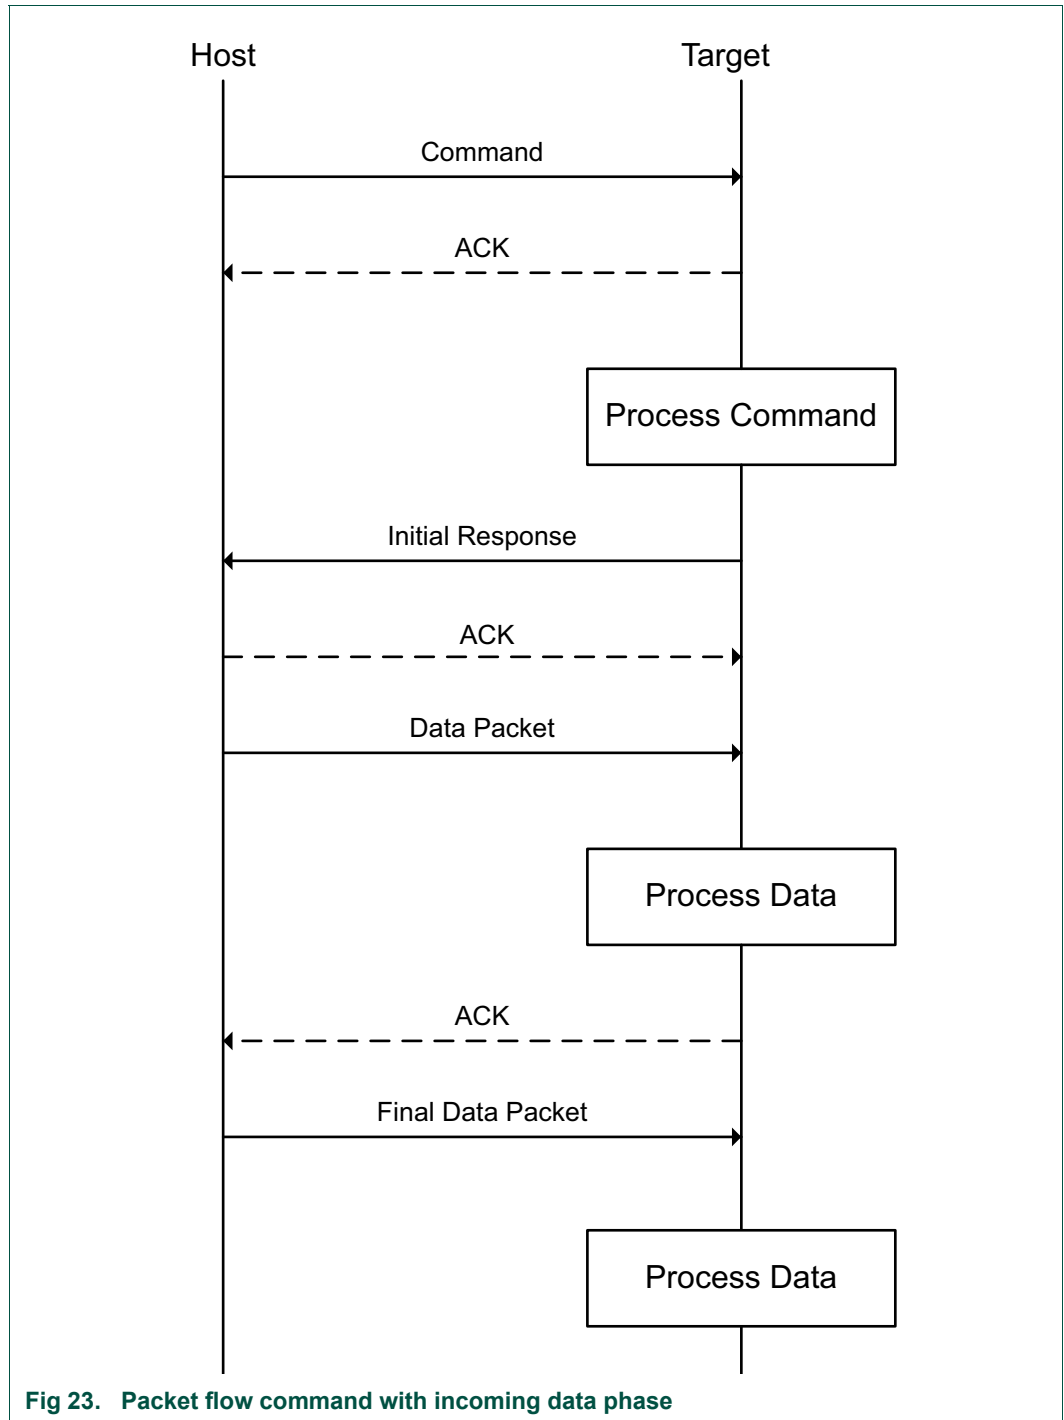 Host
Target
Command
ACK
Process Command
Initial Response
ACK
Data Packet
Process Data
ACK
Final Data Packet
Process Data
Fig 23. Packet flow command with incoming data phase